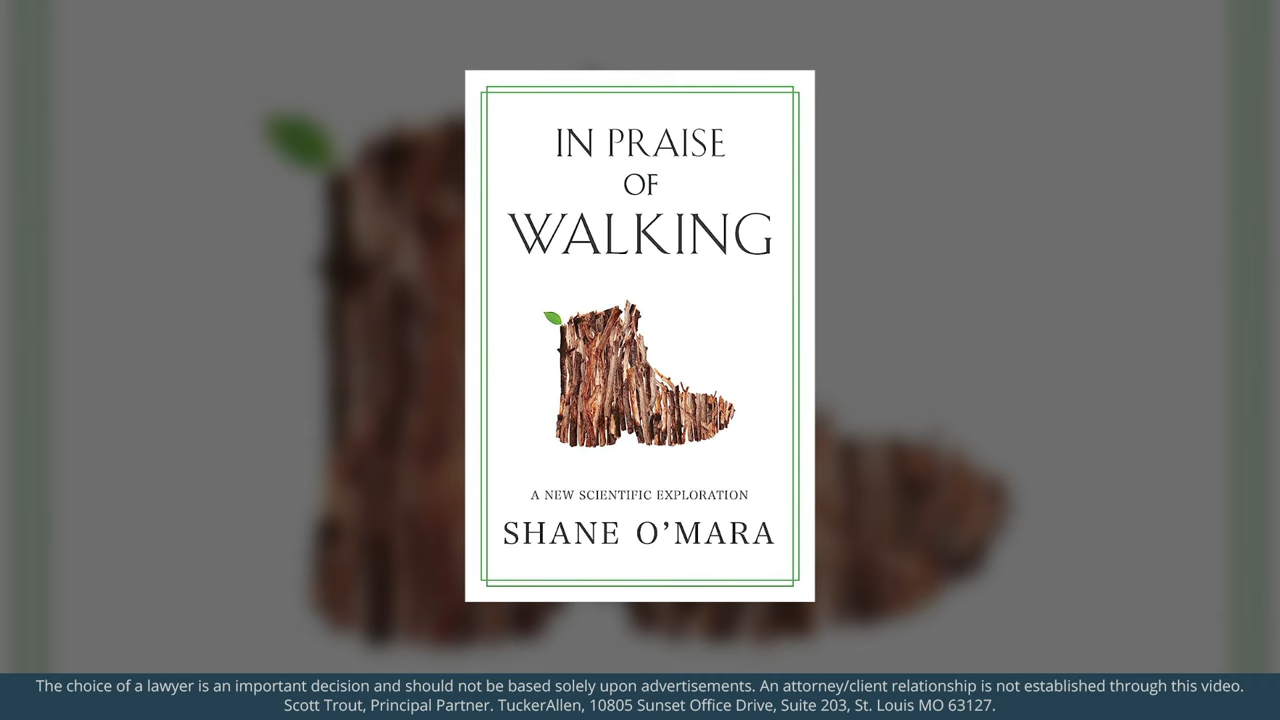 IN PRAISE
OF
WALKING
A NEW SCIENTIFIC EXPLORATION
SHANE O’MARA
The choice of a lawyer is an important decision and should not be based solely upon advertisements. An attorney/client relationship is not established through this video.
Scott Trout, Principal Partner. TuckerAllen, 10805 Sunset Office Drive, Suite 203, St. Louis MO 63127.